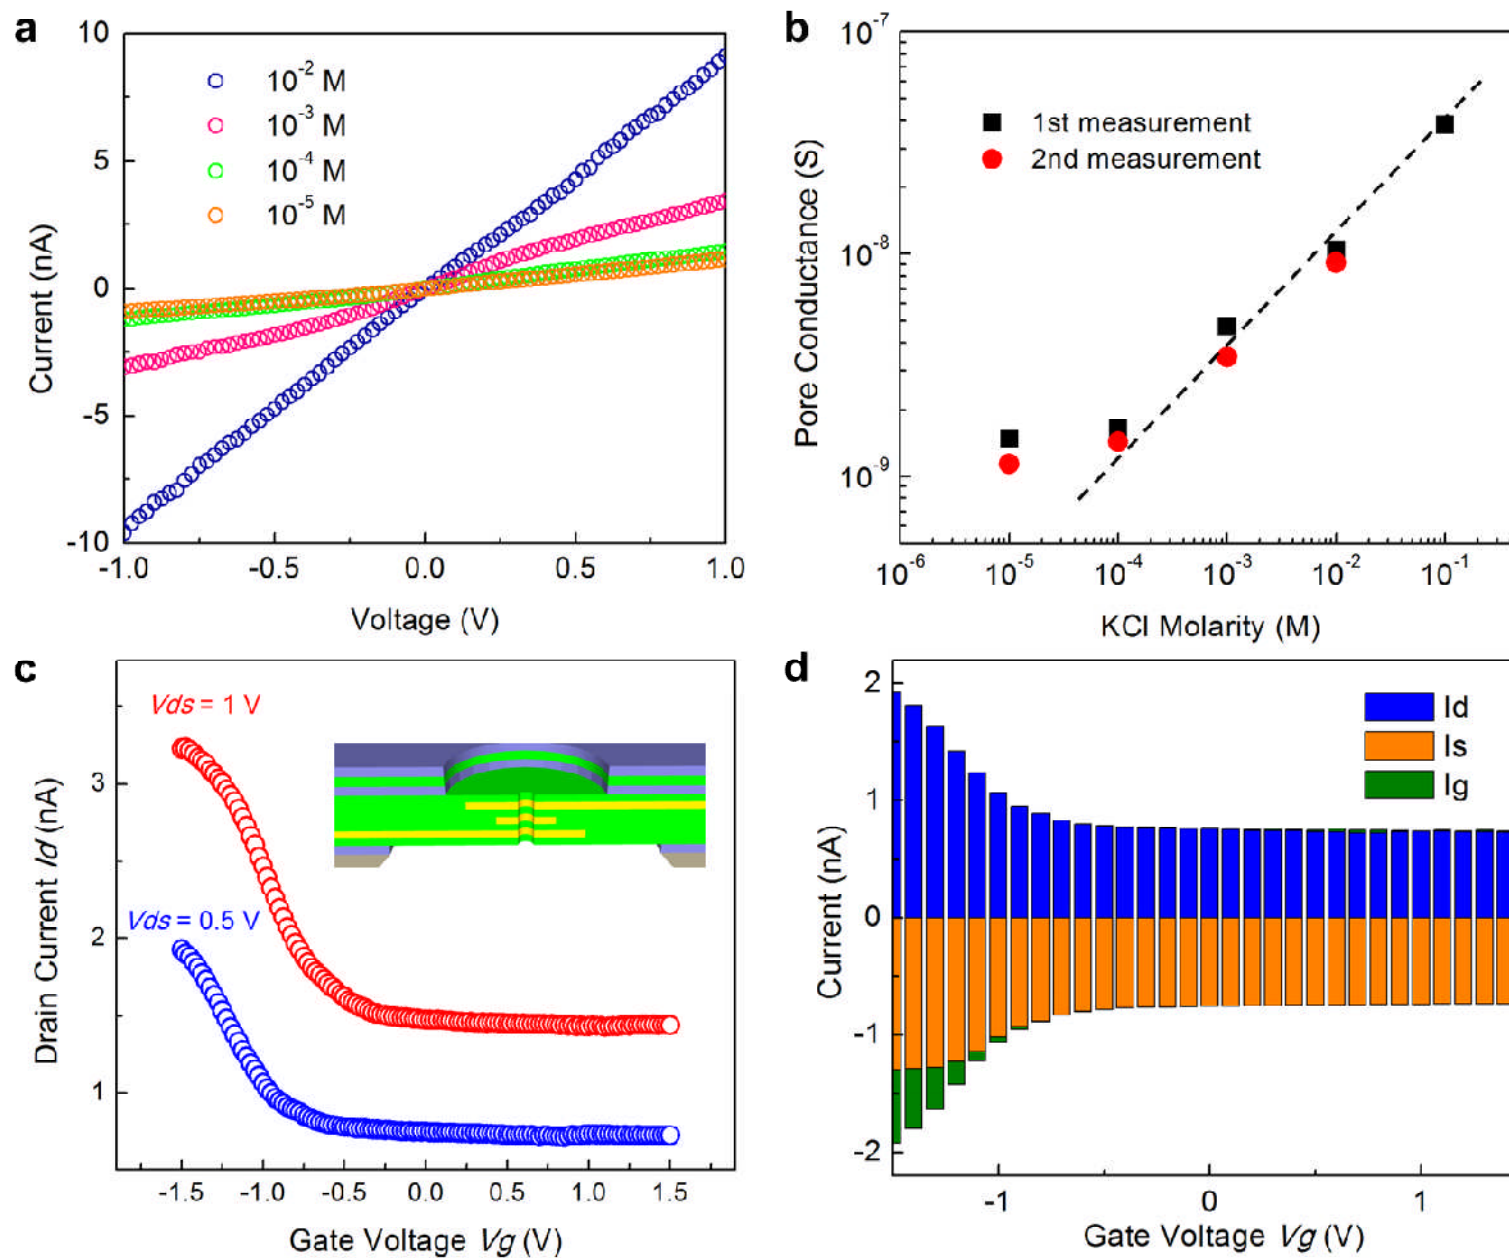 a
10
5
0
-5
-10
Current (nA)
10⁻² M
10⁻³ M
10⁻⁴ M
10⁻⁵ M
-1.0 -0.5 0.0 0.5 1.0
Voltage (V)
b
10⁻⁷
10⁻⁸
10⁻⁹
Pore Conductance (S)
1st measurement
2nd measurement
10⁻⁶ 10⁻⁵ 10⁻⁴ 10⁻³ 10⁻² 10⁻¹
KCl Molarity (M)
c
3
2
1
Drain Current Id (nA)
Vds = 1 V
Vds = 0.5 V
-1.5 -1.0 -0.5 0.0 0.5 1.0 1.5
Gate Voltage Vg (V)
d
2
1
0
-1
-2
Current (nA)
Id
Is
Ig
-1 0 1
Gate Voltage Vg (V)